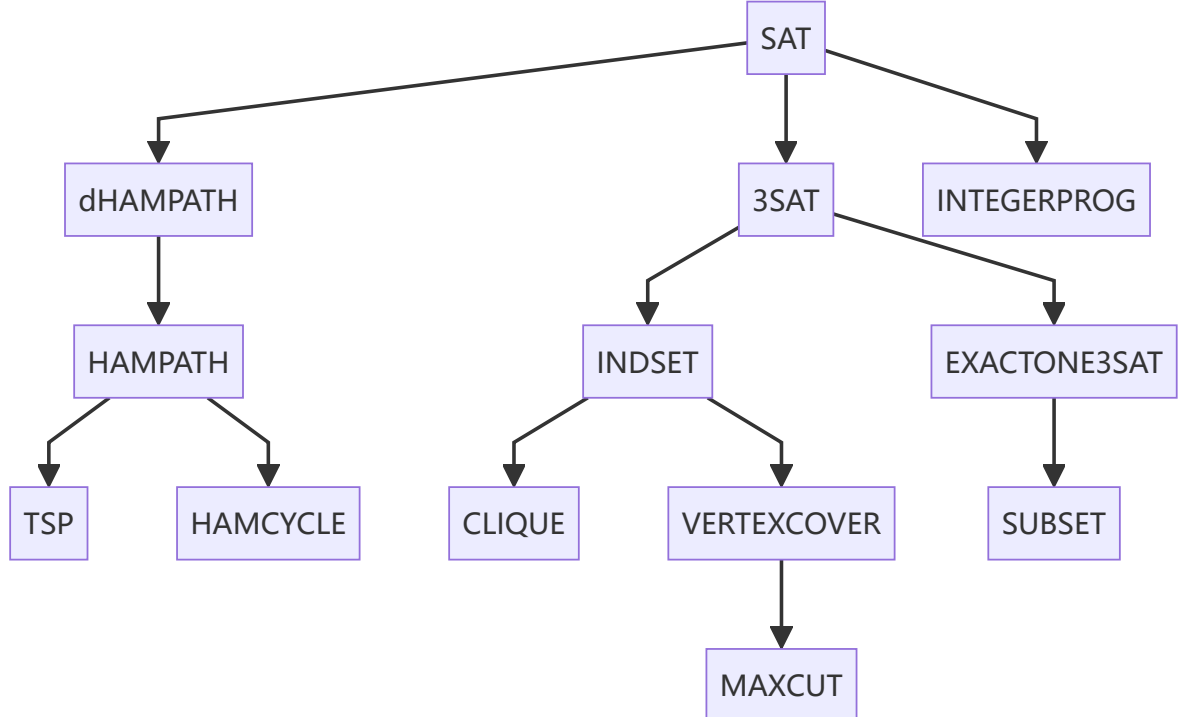 SAT
dHAMPATH
3SAT
INTEGERPROG
HAMPATH
INDSET
EXACTONE3SAT
TSP
HAMCYCLE
CLIQUE
VERTEXCOVER
SUBSET
MAXCUT